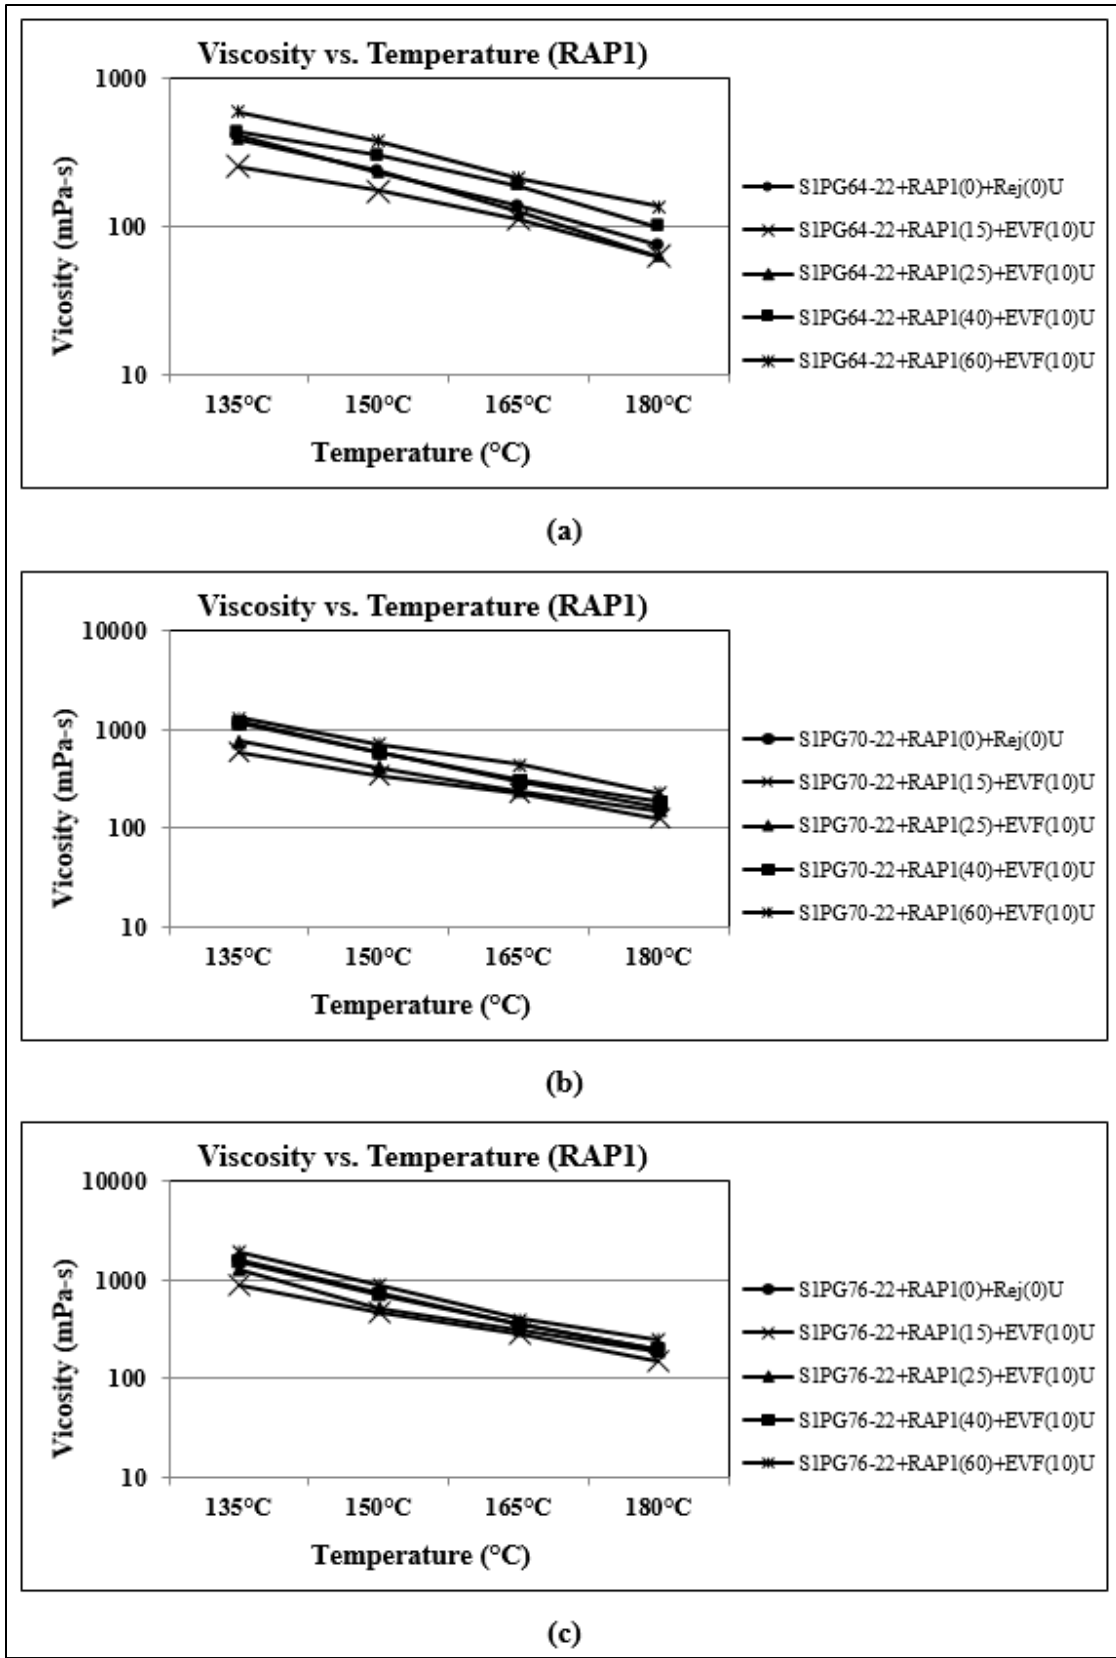 Viscosity vs. Temperature (RAP1)
1000
100
10
Vicosity (mPa-s)
135°C 150°C 165°C 180°C
Temperature (°C)
S1PG64-22+RAP1(0)+Rej(0)U
S1PG64-22+RAP1(15)+EVF(10)U
S1PG64-22+RAP1(25)+EVF(10)U
S1PG64-22+RAP1(40)+EVF(10)U
S1PG64-22+RAP1(60)+EVF(10)U
(a)
Viscosity vs. Temperature (RAP1)
10000
1000
100
10
Vicosity (mPa-s)
135°C 150°C 165°C 180°C
Temperature (°C)
S1PG70-22+RAP1(0)+Rej(0)U
S1PG70-22+RAP1(15)+EVF(10)U
S1PG70-22+RAP1(25)+EVF(10)U
S1PG70-22+RAP1(40)+EVF(10)U
S1PG70-22+RAP1(60)+EVF(10)U
(b)
Viscosity vs. Temperature (RAP1)
10000
1000
100
10
Vicosity (mPa-s)
135°C 150°C 165°C 180°C
Temperature (°C)
S1PG76-22+RAP1(0)+Rej(0)U
S1PG76-22+RAP1(15)+EVF(10)U
S1PG76-22+RAP1(25)+EVF(10)U
S1PG76-22+RAP1(40)+EVF(10)U
S1PG76-22+RAP1(60)+EVF(10)U
(c)